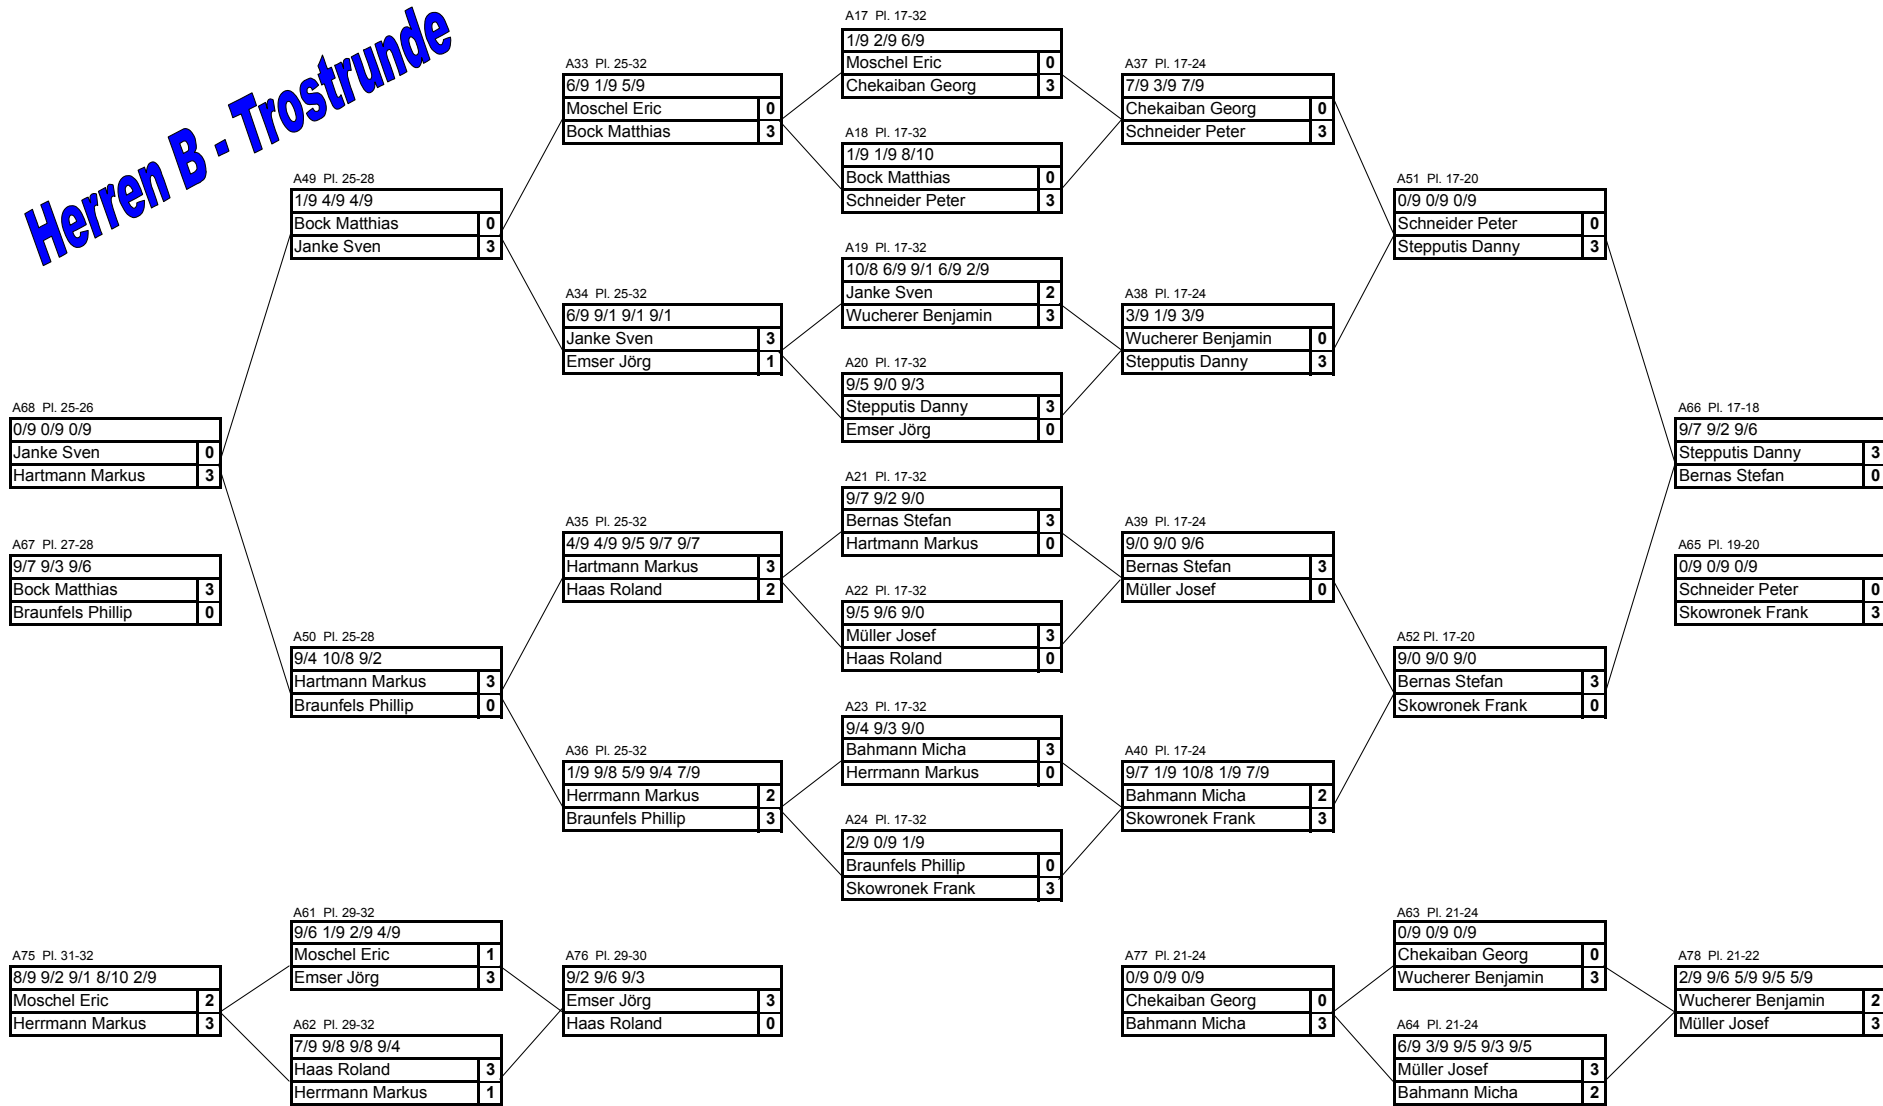 Herren B - Trostrunde
A68 Pl. 25-26
0/9 0/9 0/9
Janke Sven 0
Hartmann Markus 3
A67 Pl. 27-28
9/7 9/3 9/6
Bock Matthias 3
Braunfels Phillip 0
A75 Pl. 31-32
8/9 9/2 9/1 8/10 2/9
Moschel Eric 2
Herrmann Markus 3
A49 Pl. 25-28
1/9 4/9 4/9
Bock Matthias 0
Janke Sven 3
A50 Pl. 25-28
9/4 10/8 9/2
Hartmann Markus 3
Braunfels Phillip 0
A61 Pl. 29-32
9/6 1/9 2/9 4/9
Moschel Eric 1
Emser Jörg 3
A62 Pl. 29-32
7/9 9/8 9/8 9/4
Haas Roland 3
Herrmann Markus 1
A33 Pl. 25-32
6/9 1/9 5/9
Moschel Eric 0
Bock Matthias 3
A34 Pl. 25-32
6/9 9/1 9/1 9/1
Janke Sven 3
Emser Jörg 1
A35 Pl. 25-32
4/9 4/9 9/5 9/7 9/7
Hartmann Markus 3
Haas Roland 2
A36 Pl. 25-32
1/9 9/8 5/9 9/4 7/9
Herrmann Markus 2
Braunfels Phillip 3
A76 Pl. 29-30
9/2 9/6 9/3
Emser Jörg 3
Haas Roland 0
A17 Pl. 17-32
1/9 2/9 6/9
Moschel Eric 0
Chekaiban Georg 3
A18 Pl. 17-32
1/9 1/9 8/10
Bock Matthias 0
Schneider Peter 3
A19 Pl. 17-32
10/8 6/9 9/1 6/9 2/9
Janke Sven 2
Wucherer Benjamin 3
A20 Pl. 17-32
9/5 9/0 9/3
Stepputis Danny 3
Emser Jörg 0
A21 Pl. 17-32
9/7 9/2 9/0
Bernas Stefan 3
Hartmann Markus 0
A22 Pl. 17-32
9/5 9/6 9/0
Müller Josef 3
Haas Roland 0
A23 Pl. 17-32
9/4 9/3 9/0
Bahmann Micha 3
Herrmann Markus 0
A24 Pl. 17-32
2/9 0/9 1/9
Braunfels Phillip 0
Skowronek Frank 3
A37 Pl. 17-24
7/9 3/9 7/9
Chekaiban Georg 0
Schneider Peter 3
A38 Pl. 17-24
3/9 1/9 3/9
Wucherer Benjamin 0
Stepputis Danny 3
A39 Pl. 17-24
9/0 9/0 9/6
Bernas Stefan 3
Müller Josef 0
A40 Pl. 17-24
9/7 1/9 10/8 1/9 7/9
Bahmann Micha 2
Skowronek Frank 3
A77 Pl. 21-24
0/9 0/9 0/9
Chekaiban Georg 0
Bahmann Micha 3
A51 Pl. 17-20
0/9 0/9 0/9
Schneider Peter 0
Stepputis Danny 3
A52 Pl. 17-20
9/0 9/0 9/0
Bernas Stefan 3
Skowronek Frank 0
A63 Pl. 21-24
0/9 0/9 0/9
Chekaiban Georg 0
Wucherer Benjamin 3
A64 Pl. 21-24
6/9 3/9 9/5 9/3 9/5
Müller Josef 3
Bahmann Micha 2
A66 Pl. 17-18
9/7 9/2 9/6
Stepputis Danny 3
Bernas Stefan 0
A65 Pl. 19-20
0/9 0/9 0/9
Schneider Peter 0
Skowronek Frank 3
A78 Pl. 21-22
2/9 9/6 5/9 9/5 5/9
Wucherer Benjamin 2
Müller Josef 3